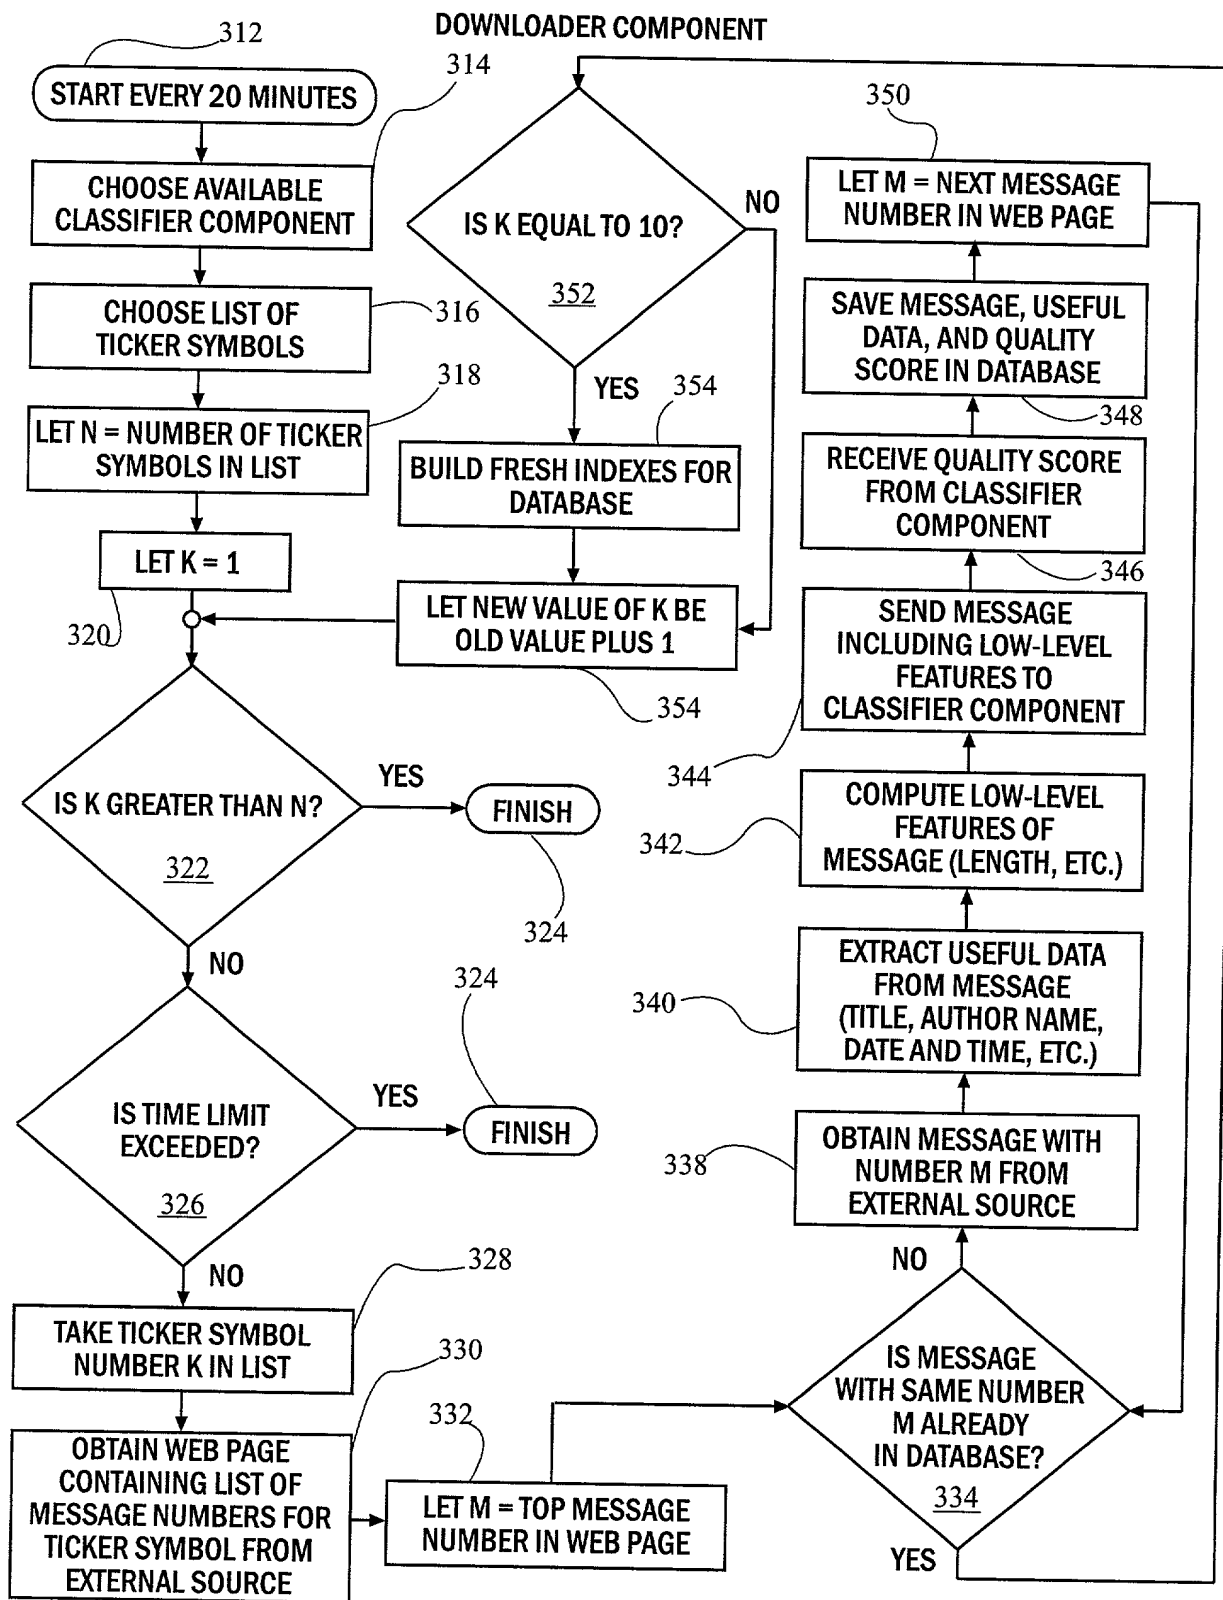 DOWNLOADER COMPONENT
312
START EVERY 20 MINUTES
314
CHOOSE AVAILABLE
CLASSIFIER COMPONENT
316
CHOOSE LIST OF
TICKER SYMBOLS
318
LET N = NUMBER OF TICKER
SYMBOLS IN LIST
LET K = 1
320
IS K GREATER THAN N?
322
YES
FINISH
324
NO
IS TIME LIMIT
EXCEEDED?
326
YES
324
FINISH
NO
328
TAKE TICKER SYMBOL
NUMBER K IN LIST
330
OBTAIN WEB PAGE
CONTAINING LIST OF
MESSAGE NUMBERS FOR
TICKER SYMBOL FROM
EXTERNAL SOURCE
332
LET M = TOP MESSAGE
NUMBER IN WEB PAGE
IS K EQUAL TO 10?
352
NO
YES
354
BUILD FRESH INDEXES FOR
DATABASE
LET NEW VALUE OF K BE
OLD VALUE PLUS 1
354
350
LET M = NEXT MESSAGE
NUMBER IN WEB PAGE
SAVE MESSAGE, USEFUL
DATA, AND QUALITY
SCORE IN DATABASE
348
RECEIVE QUALITY SCORE
FROM CLASSIFIER
COMPONENT
346
SEND MESSAGE
INCLUDING LOW-LEVEL
FEATURES TO
CLASSIFIER COMPONENT
344
COMPUTE LOW-LEVEL
FEATURES OF
MESSAGE (LENGTH, ETC.)
342
EXTRACT USEFUL DATA
FROM MESSAGE
(TITLE, AUTHOR NAME,
DATE AND TIME, ETC.)
340
OBTAIN MESSAGE WITH
NUMBER M FROM
EXTERNAL SOURCE
338
NO
IS MESSAGE
WITH SAME NUMBER
M ALREADY
IN DATABASE?
334
YES